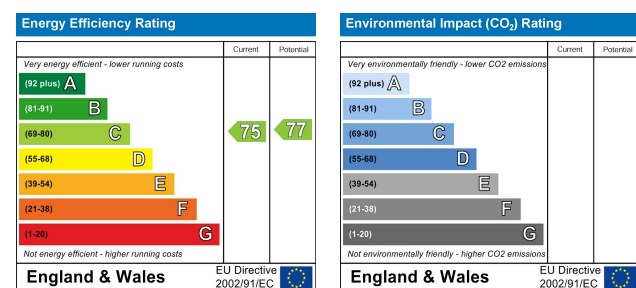 Energy Efficiency Rating
Current Potential
Very energy efficient - lower running costs
(92 plus) A
(81-91) B
(69-80) C
75 77
(55-68) D
(39-54) E
(21-38) F
(1-20) G
Not energy efficient - higher running costs
England & Wales
EU Directive
2002/91/EC
Environmental Impact (CO₂) Rating
Current Potential
Very environmentally friendly - lower CO2 emissions
(92 plus) A
(81-91) B
(69-80) C
(55-68) D
(39-54) E
(21-38) F
(1-20) G
Not environmentally friendly - higher CO2 emissions
England & Wales
EU Directive
2002/91/EC